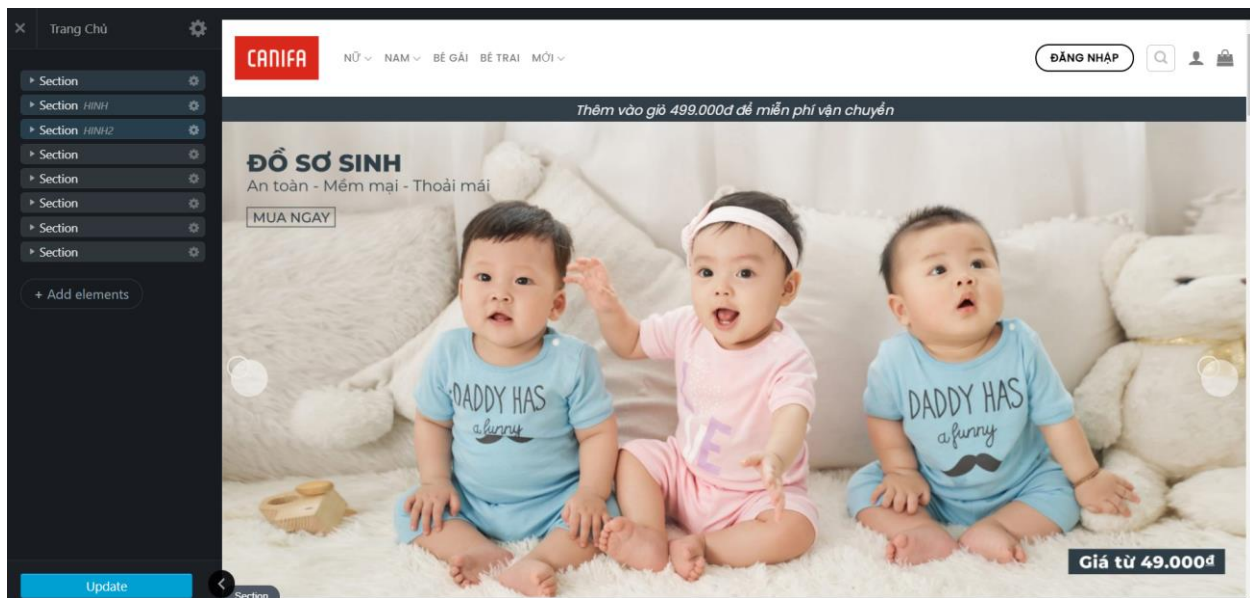 Trang Chủ
Section
Section HINH
Section HINH2
Section
Section
Section
Section
Section
+ Add elements
Update
CANIFA
NỮ NAM BÉ GÁI BÉ TRAI MỚI
ĐĂNG NHẬP
Thêm vào giỏ 499.000đ để miễn phí vận chuyển
ĐỒ SƠ SINH
An toàn - Mềm mại - Thoải mái
MUA NGAY
DADDY HAS
a funny
DADDY HAS
a funny
Giá từ 49.000đ
Section